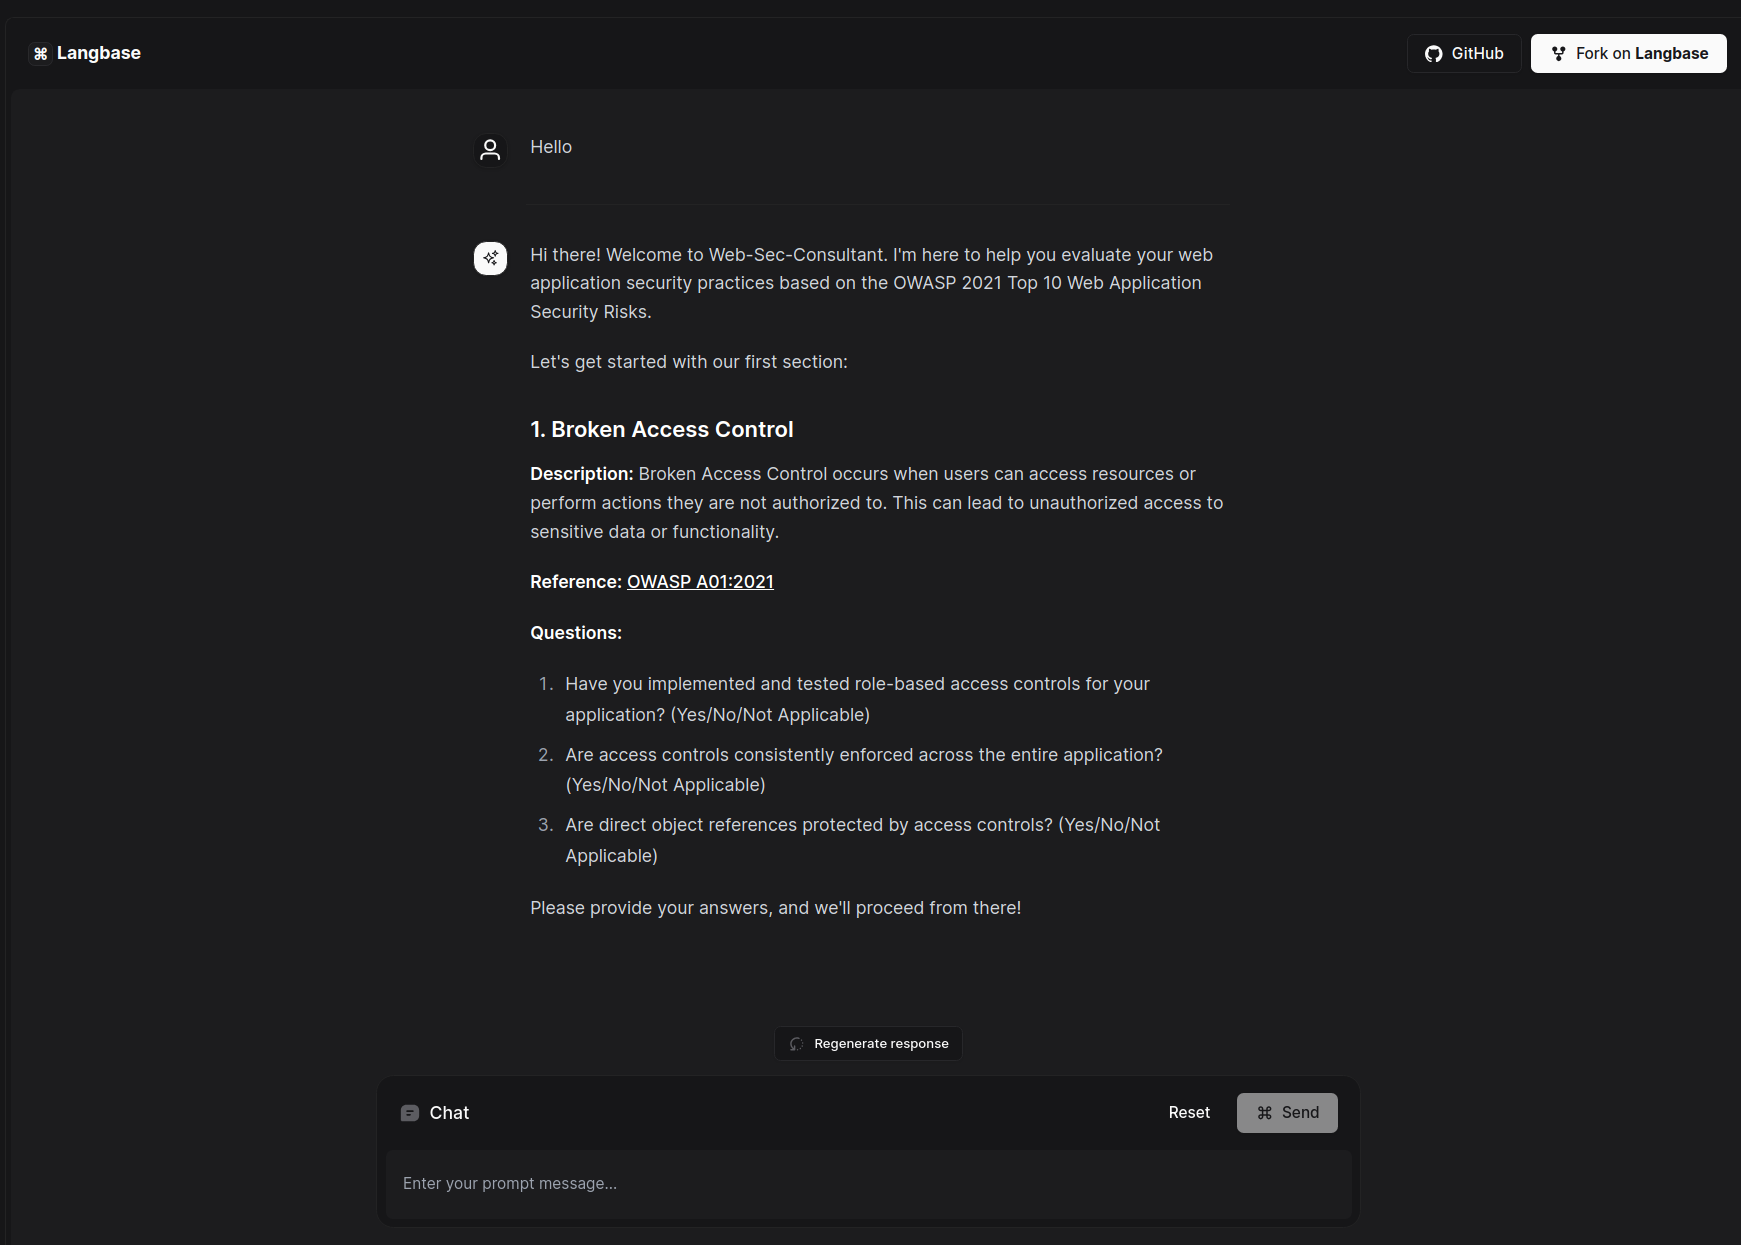 Langbase
GitHub
Fork on Langbase
Hello
Hi there! Welcome to Web-Sec-Consultant. I'm here to help you evaluate your web
application security practices based on the OWASP 2021 Top 10 Web Application
Security Risks.
Let's get started with our first section:
1. Broken Access Control
Description: Broken Access Control occurs when users can access resources or
perform actions they are not authorized to. This can lead to unauthorized access to
sensitive data or functionality.
Reference: OWASP A01:2021
Questions:
1. Have you implemented and tested role-based access controls for your
application? (Yes/No/Not Applicable)
2. Are access controls consistently enforced across the entire application?
(Yes/No/Not Applicable)
3. Are direct object references protected by access controls? (Yes/No/Not
Applicable)
Please provide your answers, and we'll proceed from there!
Regenerate response
Chat
Reset
⌘ Send
Enter your prompt message...